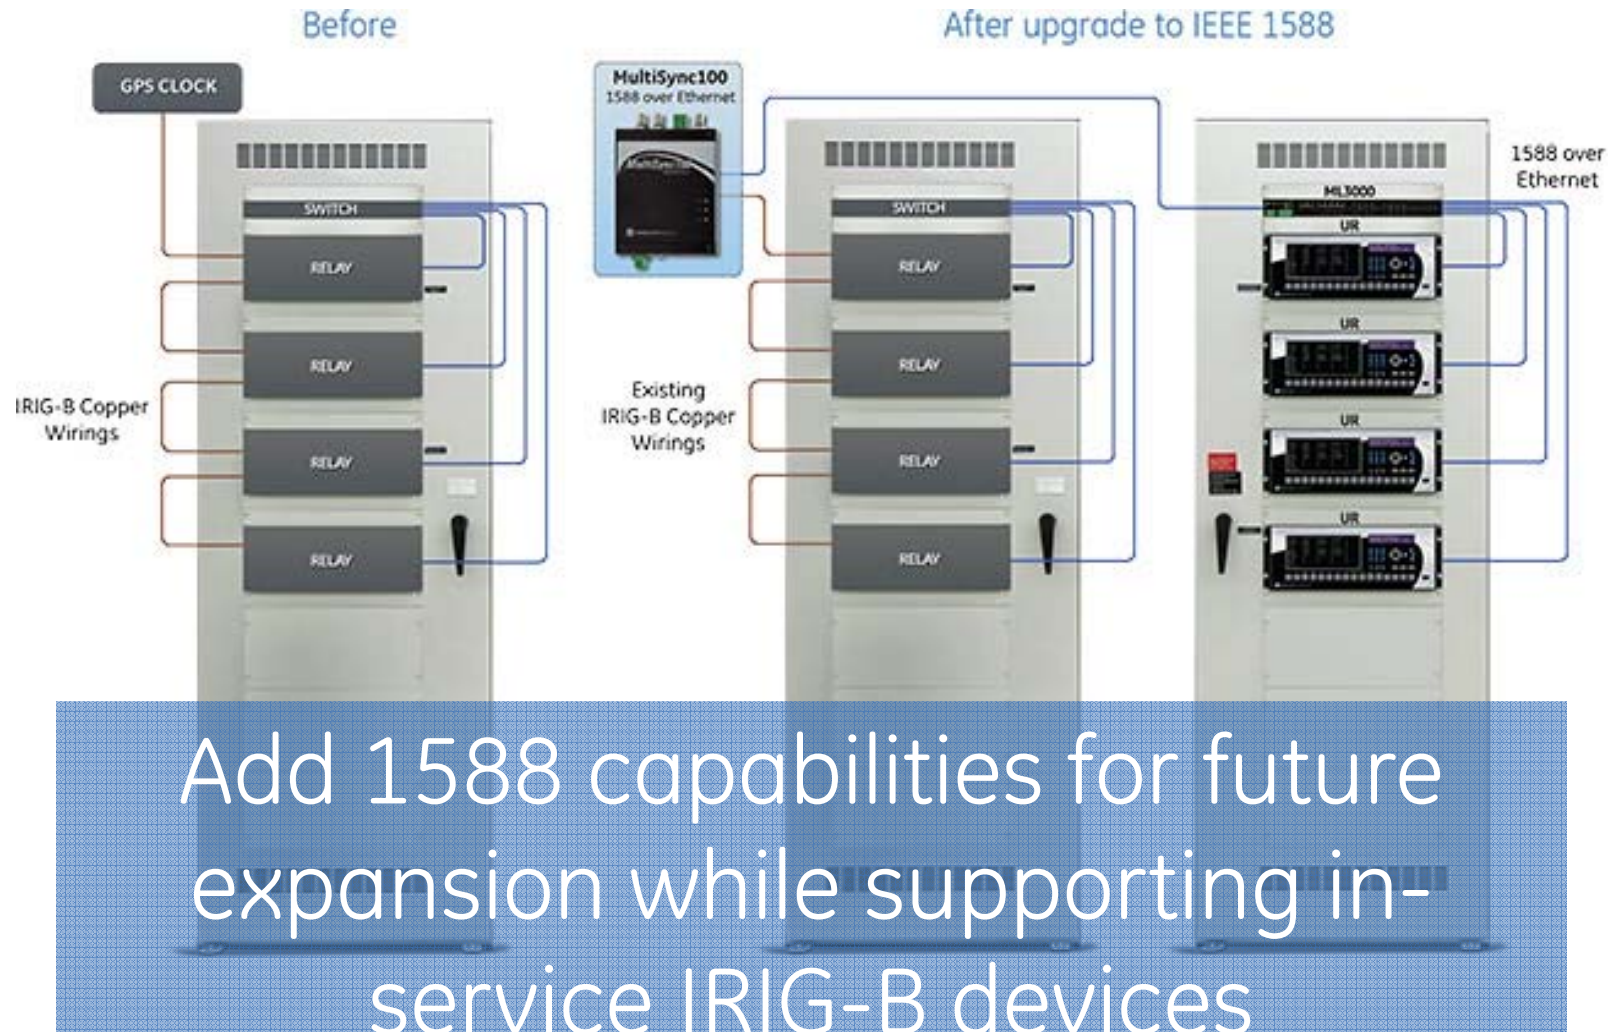 Before
After upgrade to IEEE 1588
GPS CLOCK
MultiSync100
1588 over Ethernet
MultiSync 100
1588 over
Ethernet
SWITCH
SWITCH
ML3000
UR
RELAY
RELAY
UR
RELAY
RELAY
IRIG-B Copper
Wirings
Existing
IRIG-B Copper
Wirings
UR
RELAY
RELAY
UR
RELAY
RELAY
Add 1588 capabilities for future
expansion while supporting in-
service IRIG-B devices